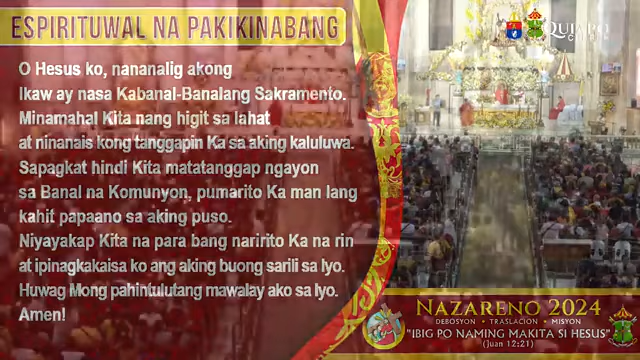 ESPIRITUWAL NA PAKIKINABANG
QUIAPO
CHURCH
O Hesus ko, nananalig akong
Ikaw ay nasa Kabanal-Banalang Sakramento.
Minamahal Kita nang higit sa lahat
at ninanais kong tanggapin Ka sa aking kaluluwa.
Sapagkat hindi Kita matatanggap ngayon
sa Banal na Komunyon, pumarito Ka man lang
kahit papaano sa aking puso.
Niyayakap Kita na para bang naririto Ka na rin
at ipinagkakaisa ko ang aking buong sarili sa Iyo.
Huwag Mong pahintulutang mawalay ako sa Iyo.
Amen!
NAZARENO 2024
DEBOSYON • TRASLACION • MISYON
"IBIG PO NAMING MAKITA SI HESUS"
(Juan 12:21)